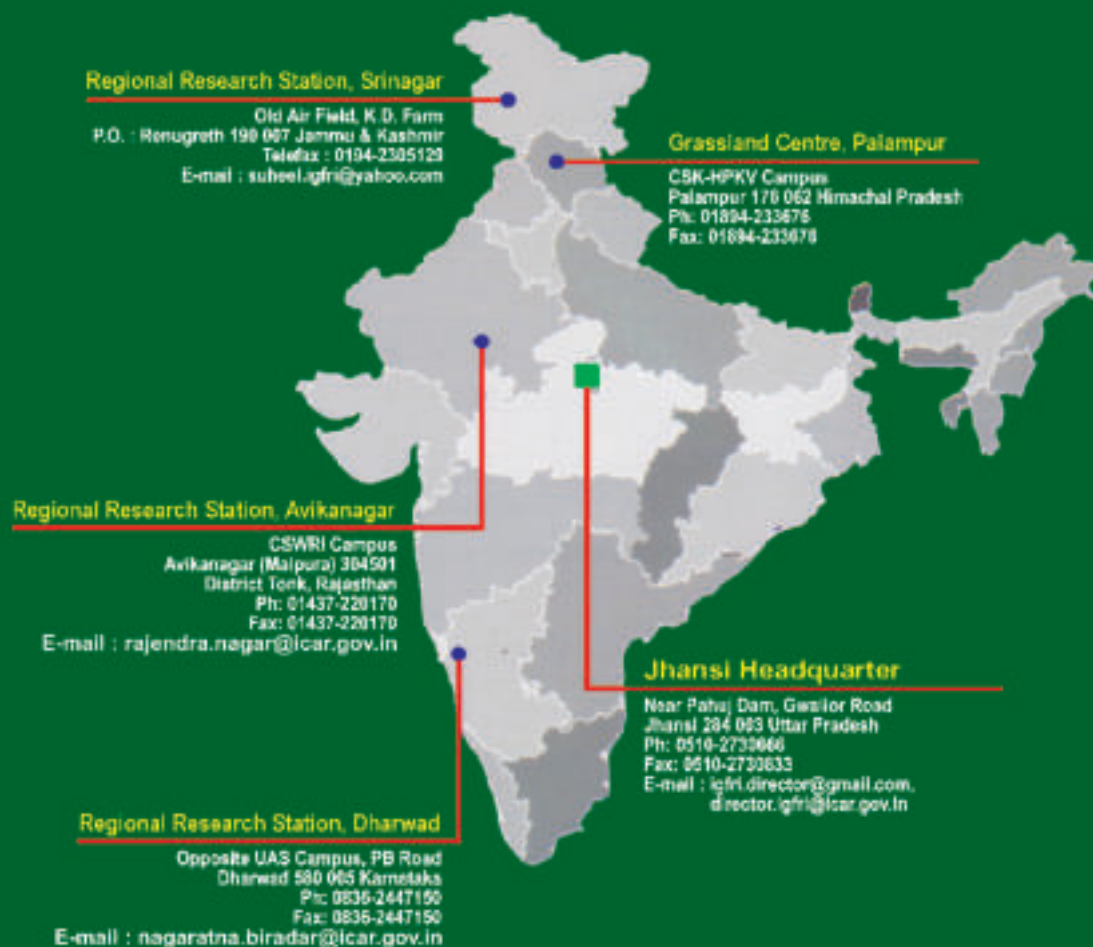 Regional Research Station, Srinagar
Old Air Field, K.D. Farm
P.O. : Renugreth 190 007 Jammu & Kashmir
Telefax : 0194-2305129
E-mail : suheel.igfri@yahoo.com
Grassland Centre, Palampur
CSK-HPKV Campus
Palampur 176 062 Himachal Pradesh
Ph: 01894-233676
Fax: 01894-233676
Regional Research Station, Avikanagar
CSWRI Campus
Avikanagar (Malpura) 304501
District Tonk, Rajasthan
Ph: 01437-220170
Fax: 01437-220170
E-mail : rajendra.nagar@icar.gov.in
Jhansi Headquarter
Near Pahuj Dam, Gwalior Road
Jhansi 284 003 Uttar Pradesh
Ph: 0510-2730666
Fax: 0510-2730833
E-mail : igfri.director@gmail.com,
director.igfri@icar.gov.in
Regional Research Station, Dharwad
Opposite UAS Campus, PB Road
Dharwad 580 005 Karnataka
Ph: 0836-2447150
Fax: 0836-2447150
E-mail : nagaratna.biradar@icar.gov.in